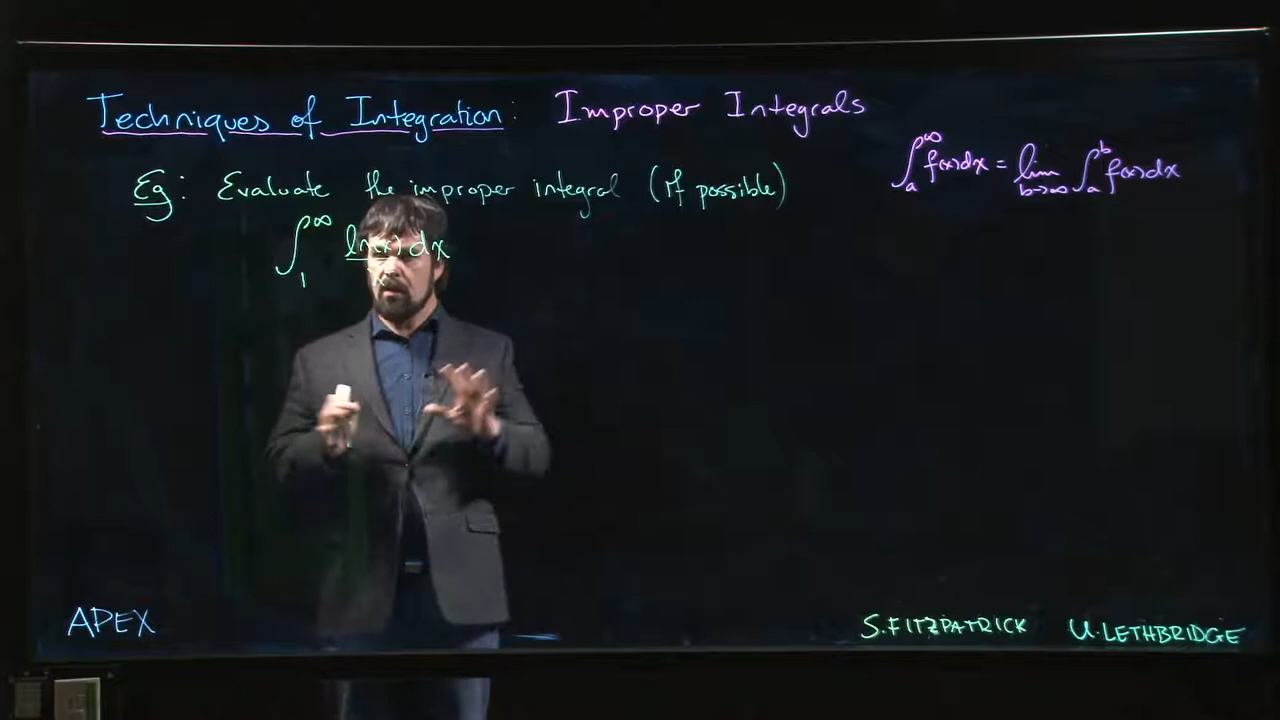 Techniques of Integration: Improper Integrals
∫_a^∞ f(x)dx = lim_{b→∞} ∫_a^b f(x)dx
Eg: Evaluate the improper integral (if possible)
∫_1^∞ ln(x)/x dx
APEX
S.FITZPATRICK U.LETHBRIDGE